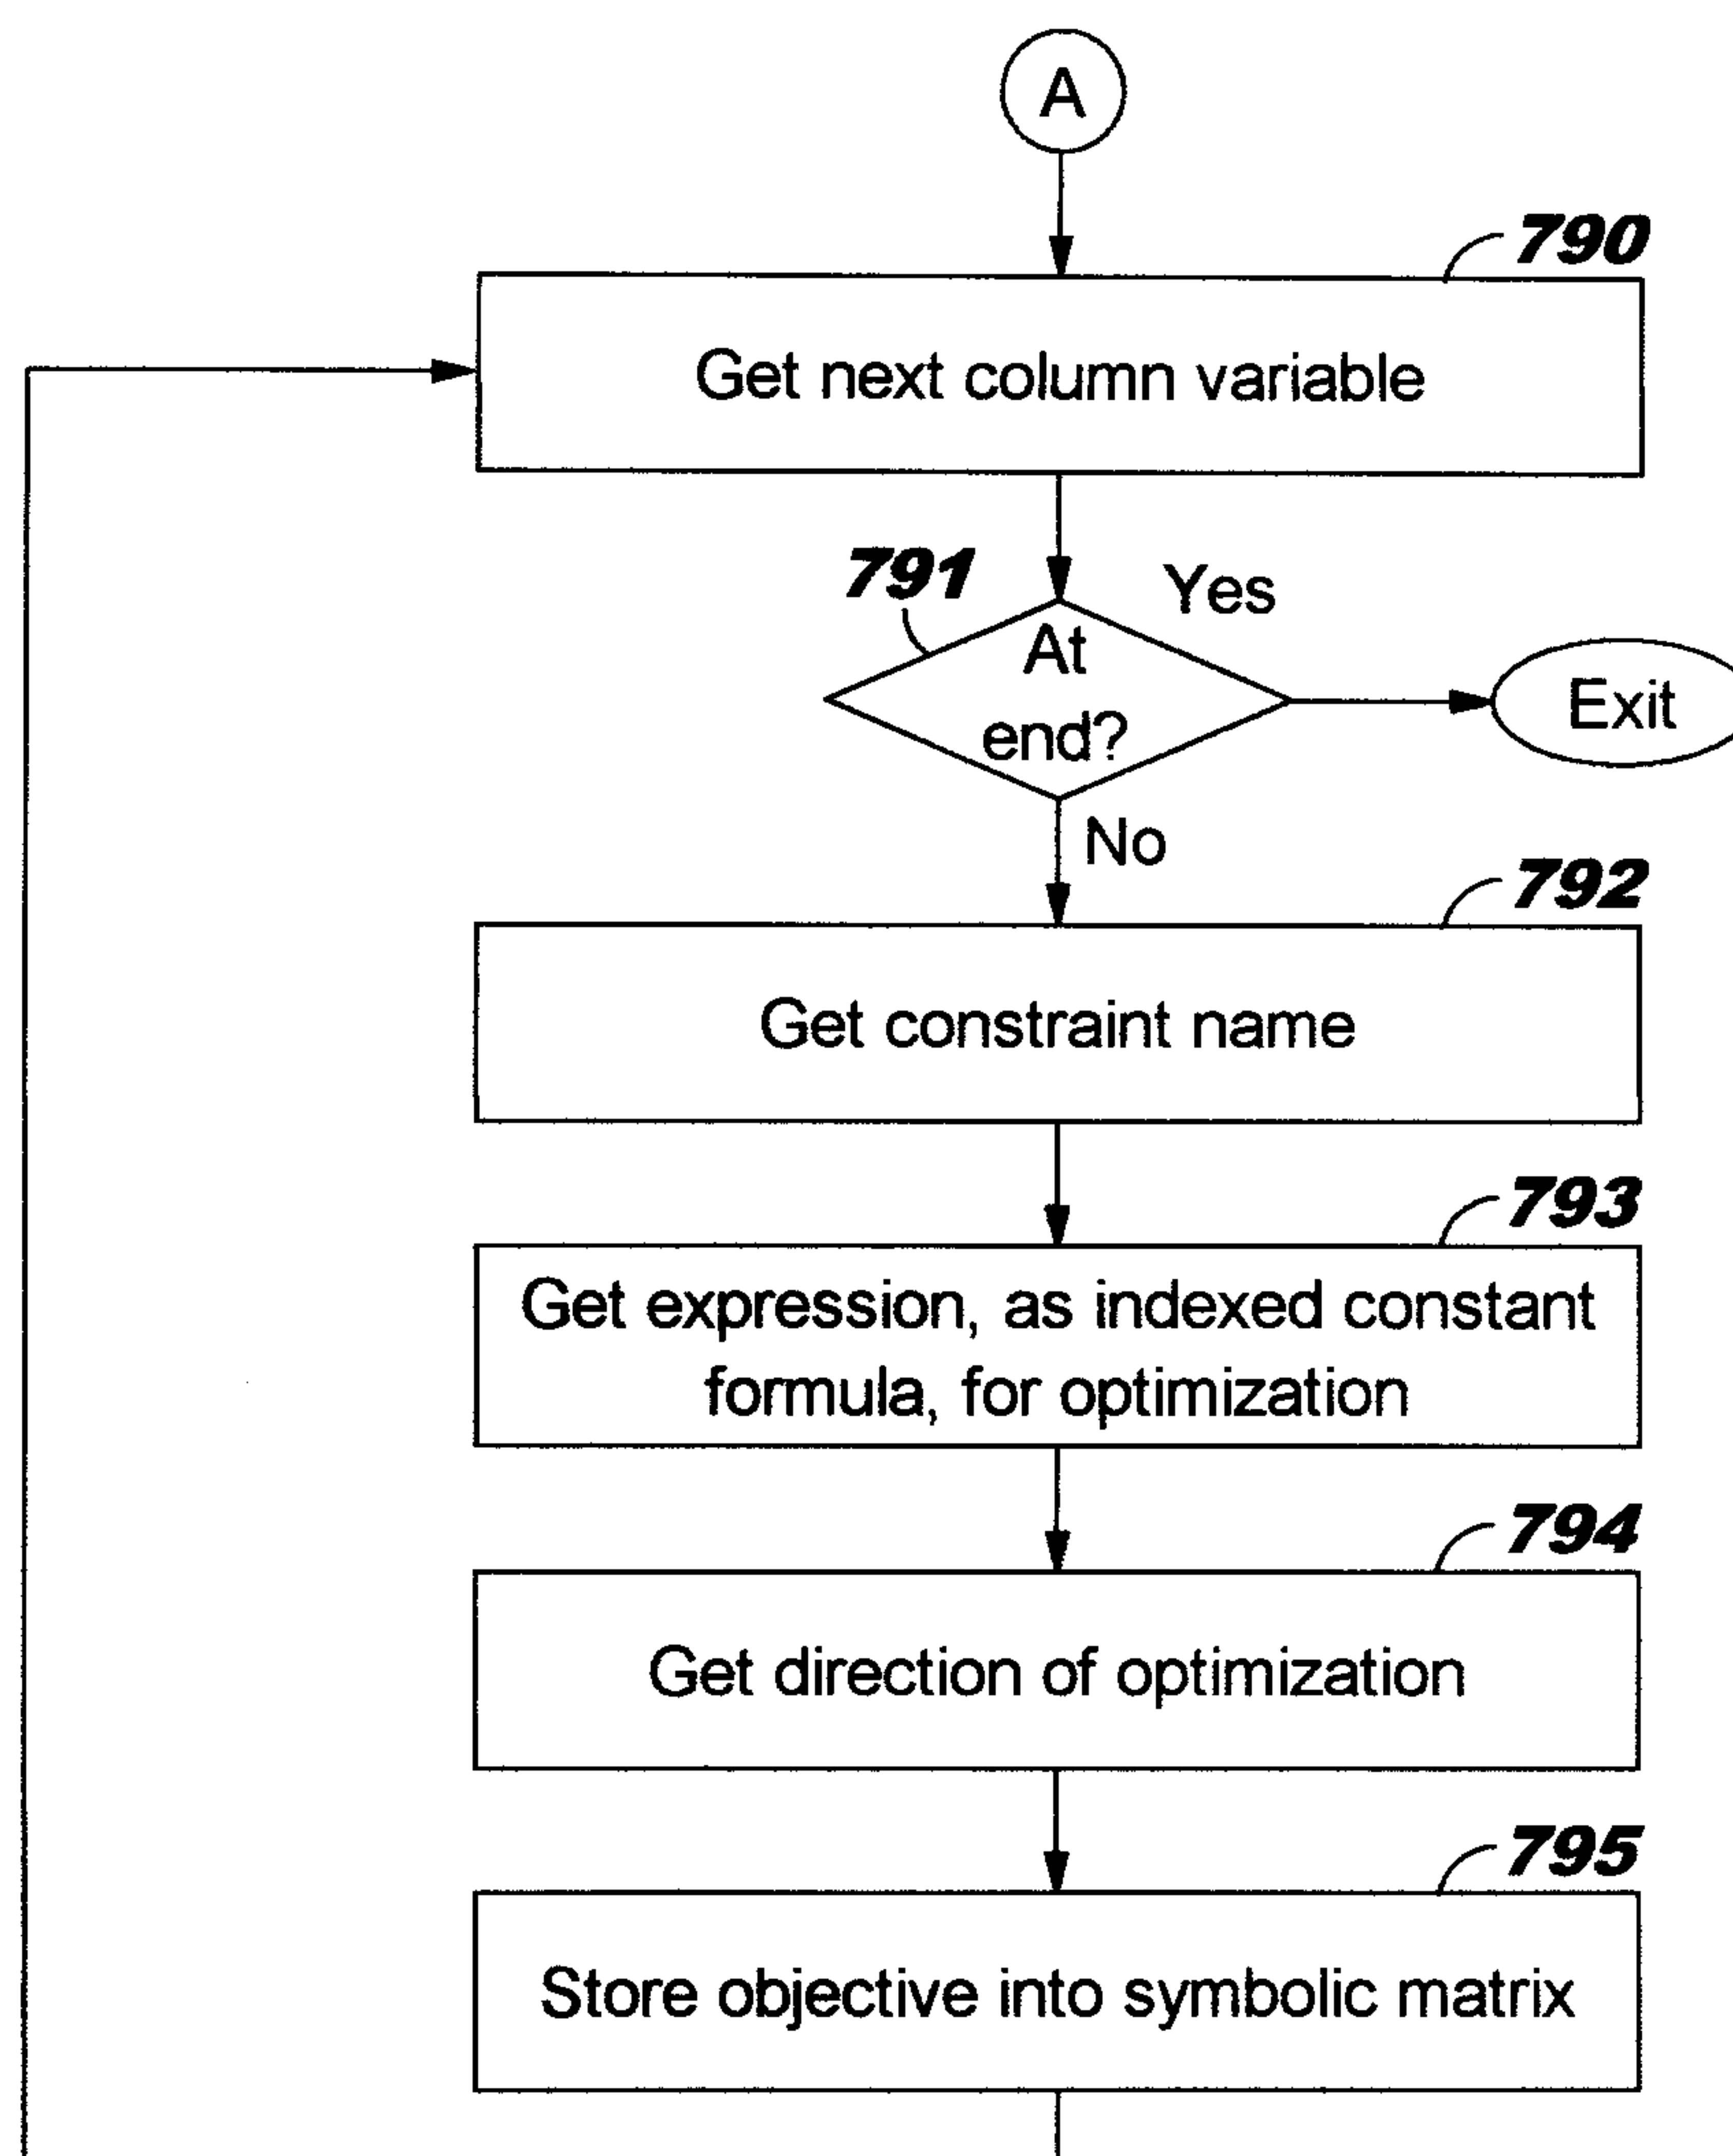 A
790
Get next column variable
791
Yes
At
end?
Exit
No
792
Get constraint name
793
Get expression, as indexed constant
formula, for optimization
794
Get direction of optimization
795
Store objective into symbolic matrix